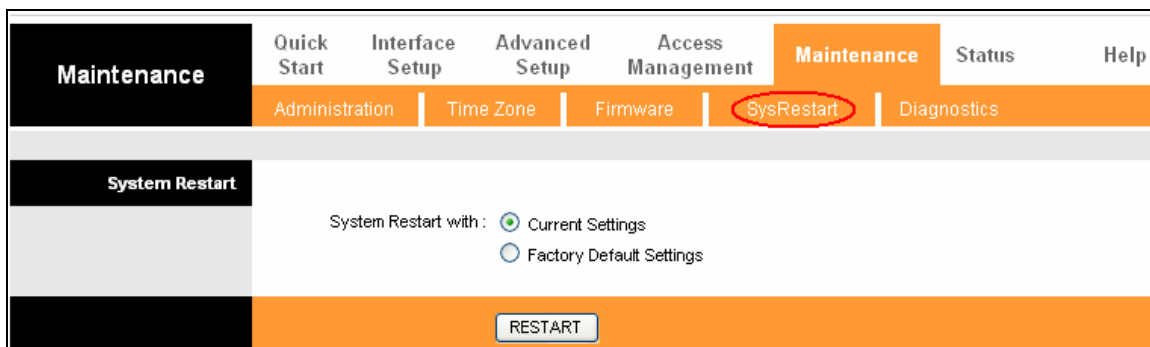 Maintenance
Quick Start
Interface Setup
Advanced Setup
Access Management
Maintenance
Status
Help
Administration
Time Zone
Firmware
SysRestart
Diagnostics
System Restart
System Restart with :
Current Settings
Factory Default Settings
RESTART